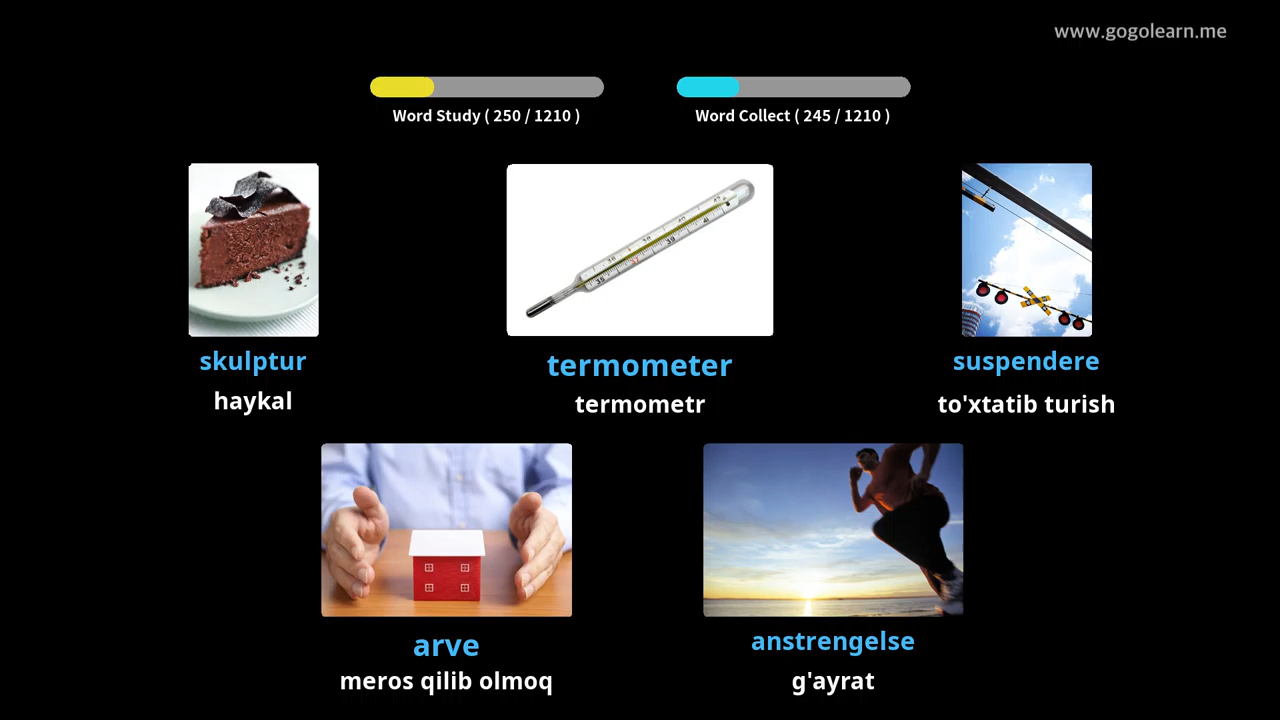 www.gogolearn.me
Word Study ( 250 / 1210 )
Word Collect ( 245 / 1210 )
skulptur
haykal
termometer
termometr
suspendere
to'xtatib turish
arve
meros qilib olmoq
anstrengelse
g'ayrat